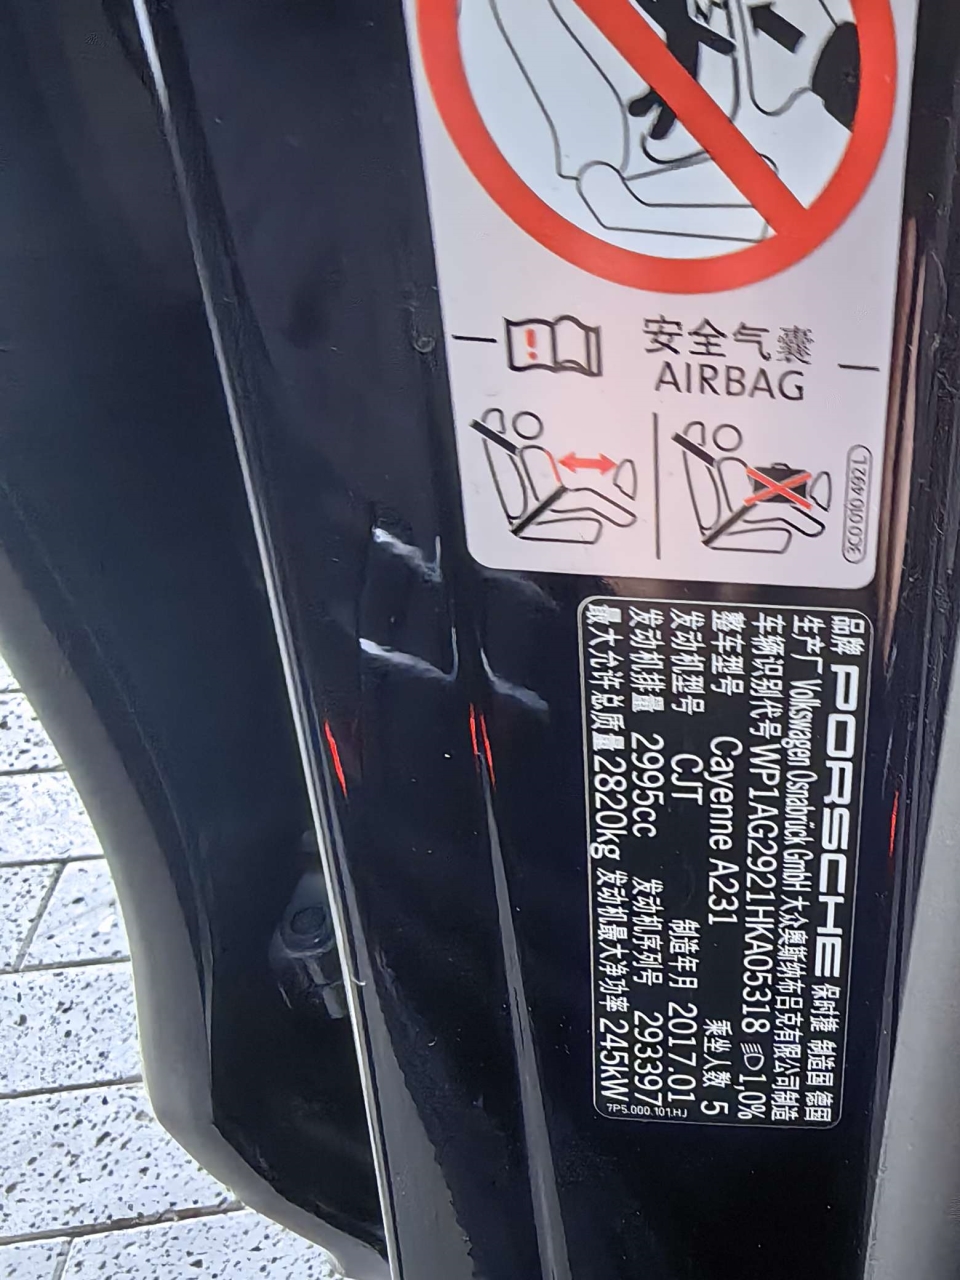 安全气囊
AIRBAG
3C0 010 492 L
品牌 PORSCHE 保时捷 制造国 德国
生产厂 Volkswagen Osnabrück GmbH 大众奥斯纳布吕克有限公司制造
车辆识别代号 WP1AG2921HKA05318 1,0%
整车型号 Cayenne A231 乘坐人数 5
发动机型号 CJT 制造年月 2017.01
发动机排量 2995cc 发动机序列号 293397
最大允许总质量 2820kg 发动机最大净功率 245kW
7P5.000.101.HJ